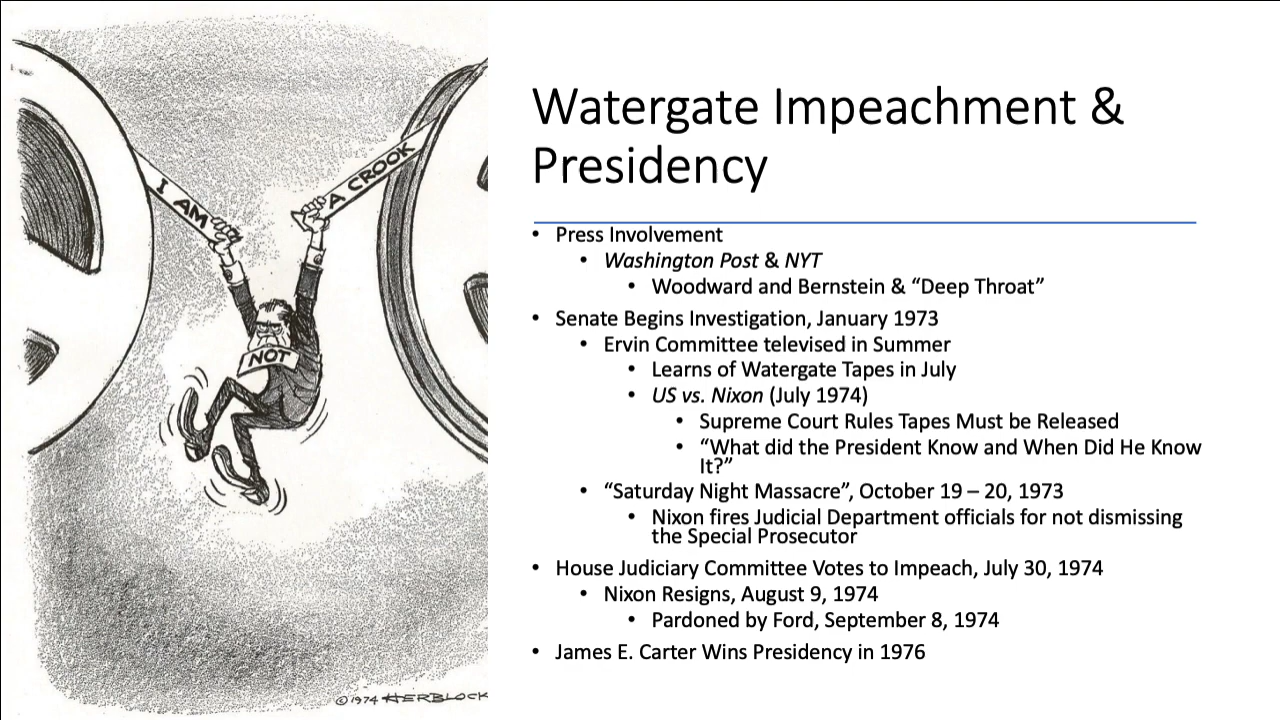 I AM
A CROOK
NOT
©1974 HERBLOCK
Watergate Impeachment &
Presidency
• Press Involvement
• Washington Post & NYT
• Woodward and Bernstein & “Deep Throat”
• Senate Begins Investigation, January 1973
• Ervin Committee televised in Summer
• Learns of Watergate Tapes in July
• US vs. Nixon (July 1974)
• Supreme Court Rules Tapes Must be Released
• “What did the President Know and When Did He Know
It?”
• “Saturday Night Massacre”, October 19 – 20, 1973
• Nixon fires Judicial Department officials for not dismissing
the Special Prosecutor
• House Judiciary Committee Votes to Impeach, July 30, 1974
• Nixon Resigns, August 9, 1974
• Pardoned by Ford, September 8, 1974
• James E. Carter Wins Presidency in 1976